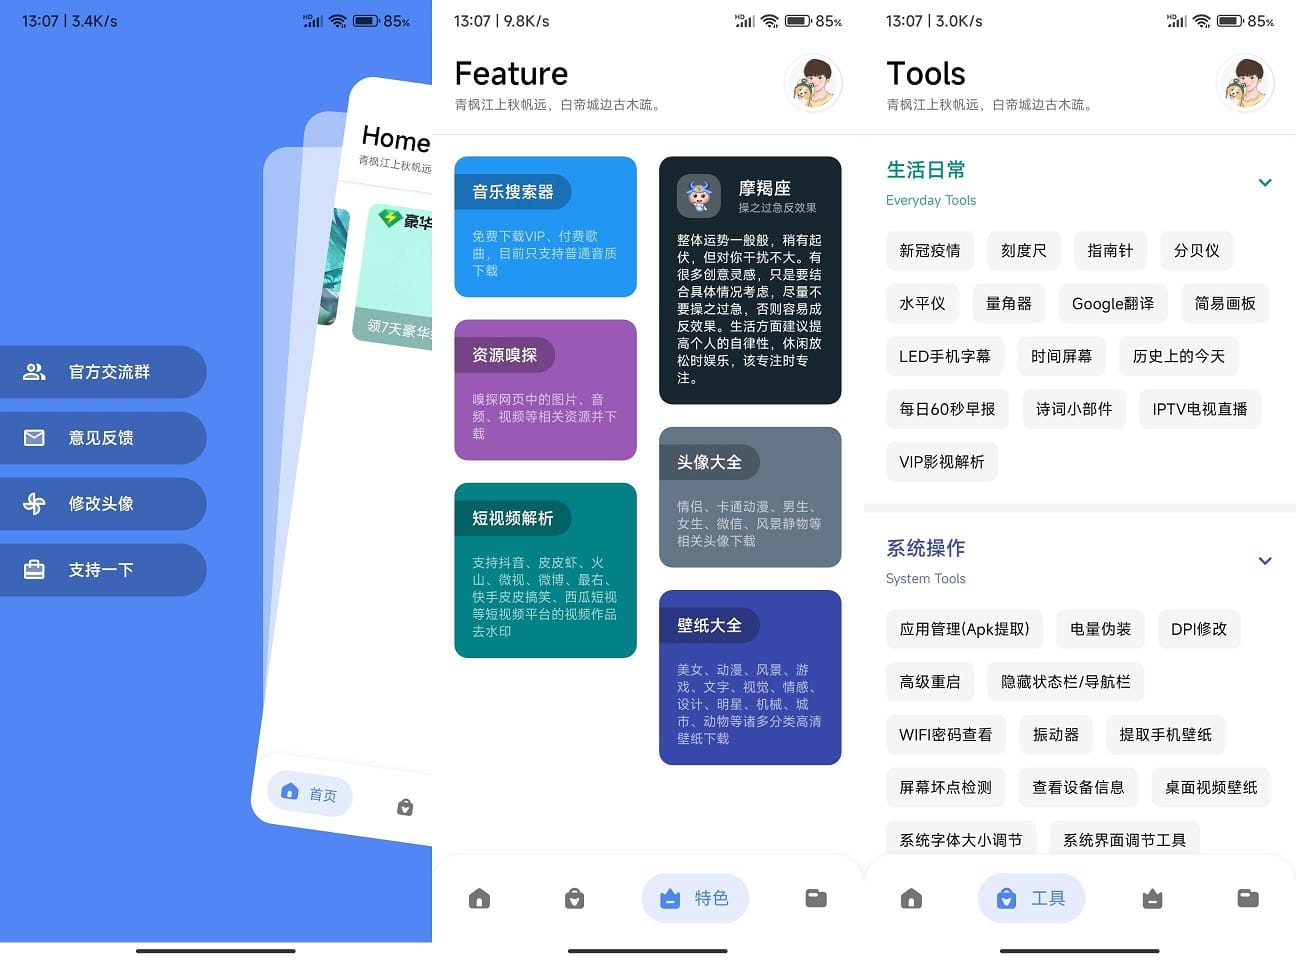 13:07 | 3.4K/s
HD
85%
Home
青枫江上秋帆远
豪华
领7天豪华
官方交流群
意见反馈
修改头像
支持一下
首页
13:07 | 9.8K/s
HD
85%
Feature
青枫江上秋帆远，白帝城边古木疏。
音乐搜索器
免费下载VIP、付费歌
曲，目前只支持普通音质
下载
资源嗅探
嗅探网页中的图片、音
频、视频等相关资源并下
载
短视频解析
支持抖音、皮皮虾、火
山、微视、微博、最右、
快手皮皮搞笑、西瓜短视
等短视频平台的视频作品
去水印
摩羯座
操之过急反效果
整体运势一般般，稍有起
伏，但对你干扰不大。有
很多创意灵感，只是要结
合具体情况考虑，尽量不
要操之过急，否则容易成
反效果。生活方面建议提
高个人的自律性，休闲放
松时娱乐，该专注时专
注。
头像大全
情侣、卡通动漫、男生、
女生、微信、风景静物等
相关头像下载
壁纸大全
美女、动漫、风景、游
戏、文字、视觉、情感、
设计、明星、机械、城
市、动物等诸多分类高清
壁纸下载
特色
13:07 | 3.0K/s
HD
85%
Tools
青枫江上秋帆远，白帝城边古木疏。
生活日常
Everyday Tools
新冠疫情 刻度尺 指南针 分贝仪
水平仪 量角器 Google翻译 简易画板
LED手机字幕 时间屏幕 历史上的今天
每日60秒早报 诗词小部件 IPTV电视直播
VIP影视解析
系统操作
System Tools
应用管理(Apk提取) 电量伪装 DPI修改
高级重启 隐藏状态栏/导航栏
WIFI密码查看 振动器 提取手机壁纸
屏幕坏点检测 查看设备信息 桌面视频壁纸
系统字体大小调节 系统界面调节工具
工具